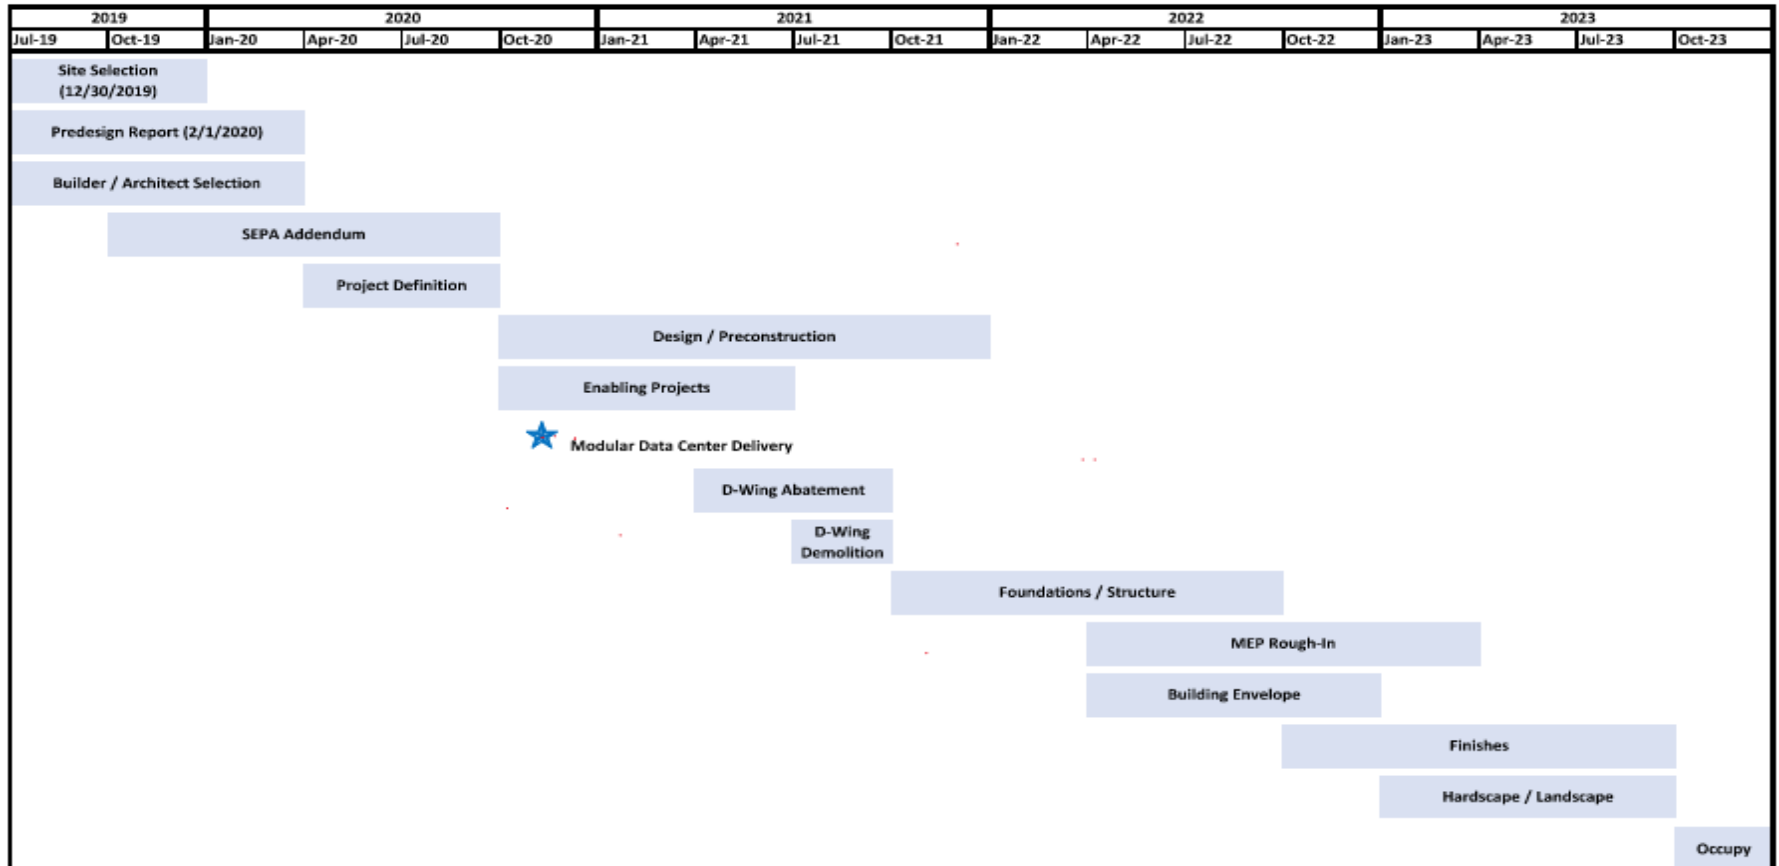 2019 2020 2021 2022 2023
Jul-19 Oct-19 Jan-20 Apr-20 Jul-20 Oct-20 Jan-21 Apr-21 Jul-21 Oct-21 Jan-22 Apr-22 Jul-22 Oct-22 Jan-23 Apr-23 Jul-23 Oct-23
Site Selection
(12/30/2019)
Predesign Report (2/1/2020)
Builder / Architect Selection
SEPA Addendum
Project Definition
Design / Preconstruction
Enabling Projects
Modular Data Center Delivery
D-Wing Abatement
D-Wing
Demolition
Foundations / Structure
MEP Rough-In
Building Envelope
Finishes
Hardscape / Landscape
Occupy